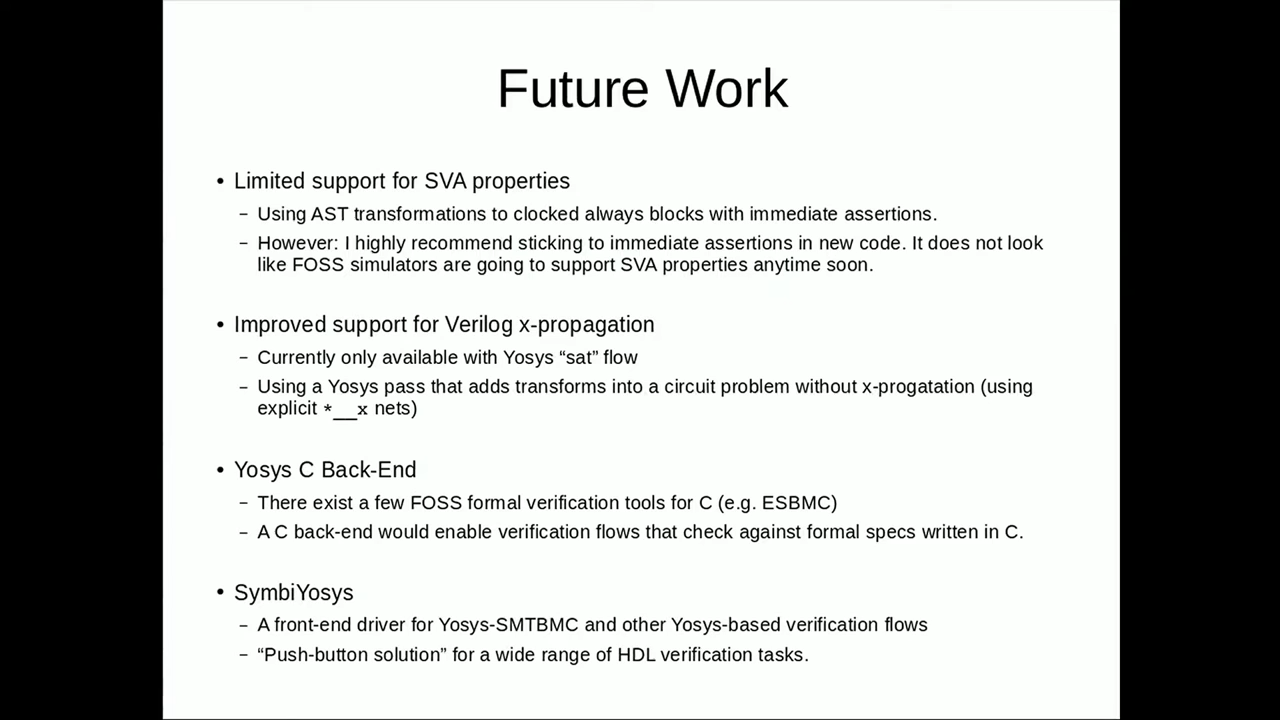 Future Work
• Limited support for SVA properties
– Using AST transformations to clocked always blocks with immediate assertions.
– However: I highly recommend sticking to immediate assertions in new code. It does not look
like FOSS simulators are going to support SVA properties anytime soon.
• Improved support for Verilog x-propagation
– Currently only available with Yosys “sat” flow
– Using a Yosys pass that adds transforms into a circuit problem without x-progatation (using
explicit *__x nets)
• Yosys C Back-End
– There exist a few FOSS formal verification tools for C (e.g. ESBMC)
– A C back-end would enable verification flows that check against formal specs written in C.
• SymbiYosys
– A front-end driver for Yosys-SMTBMC and other Yosys-based verification flows
– “Push-button solution” for a wide range of HDL verification tasks.